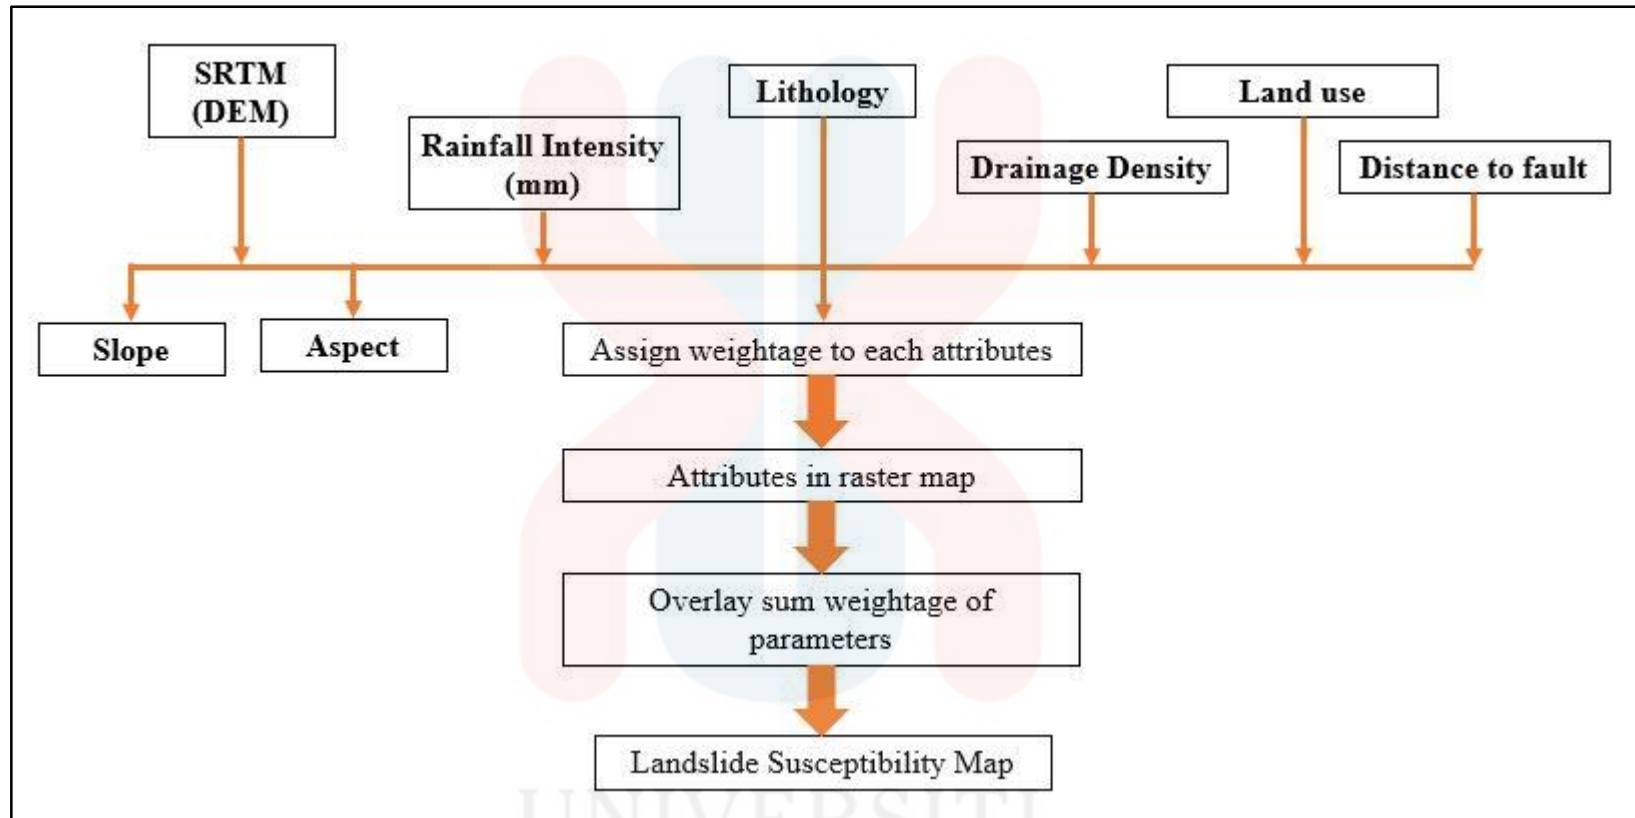 SRTM
(DEM)
Rainfall Intensity
(mm)
Lithology
Drainage Density
Land use
Distance to fault
Slope
Aspect
Assign weightage to each attributes
Attributes in raster map
Overlay sum weightage of
parameters
Landslide Susceptibility Map
UNIVERSITI